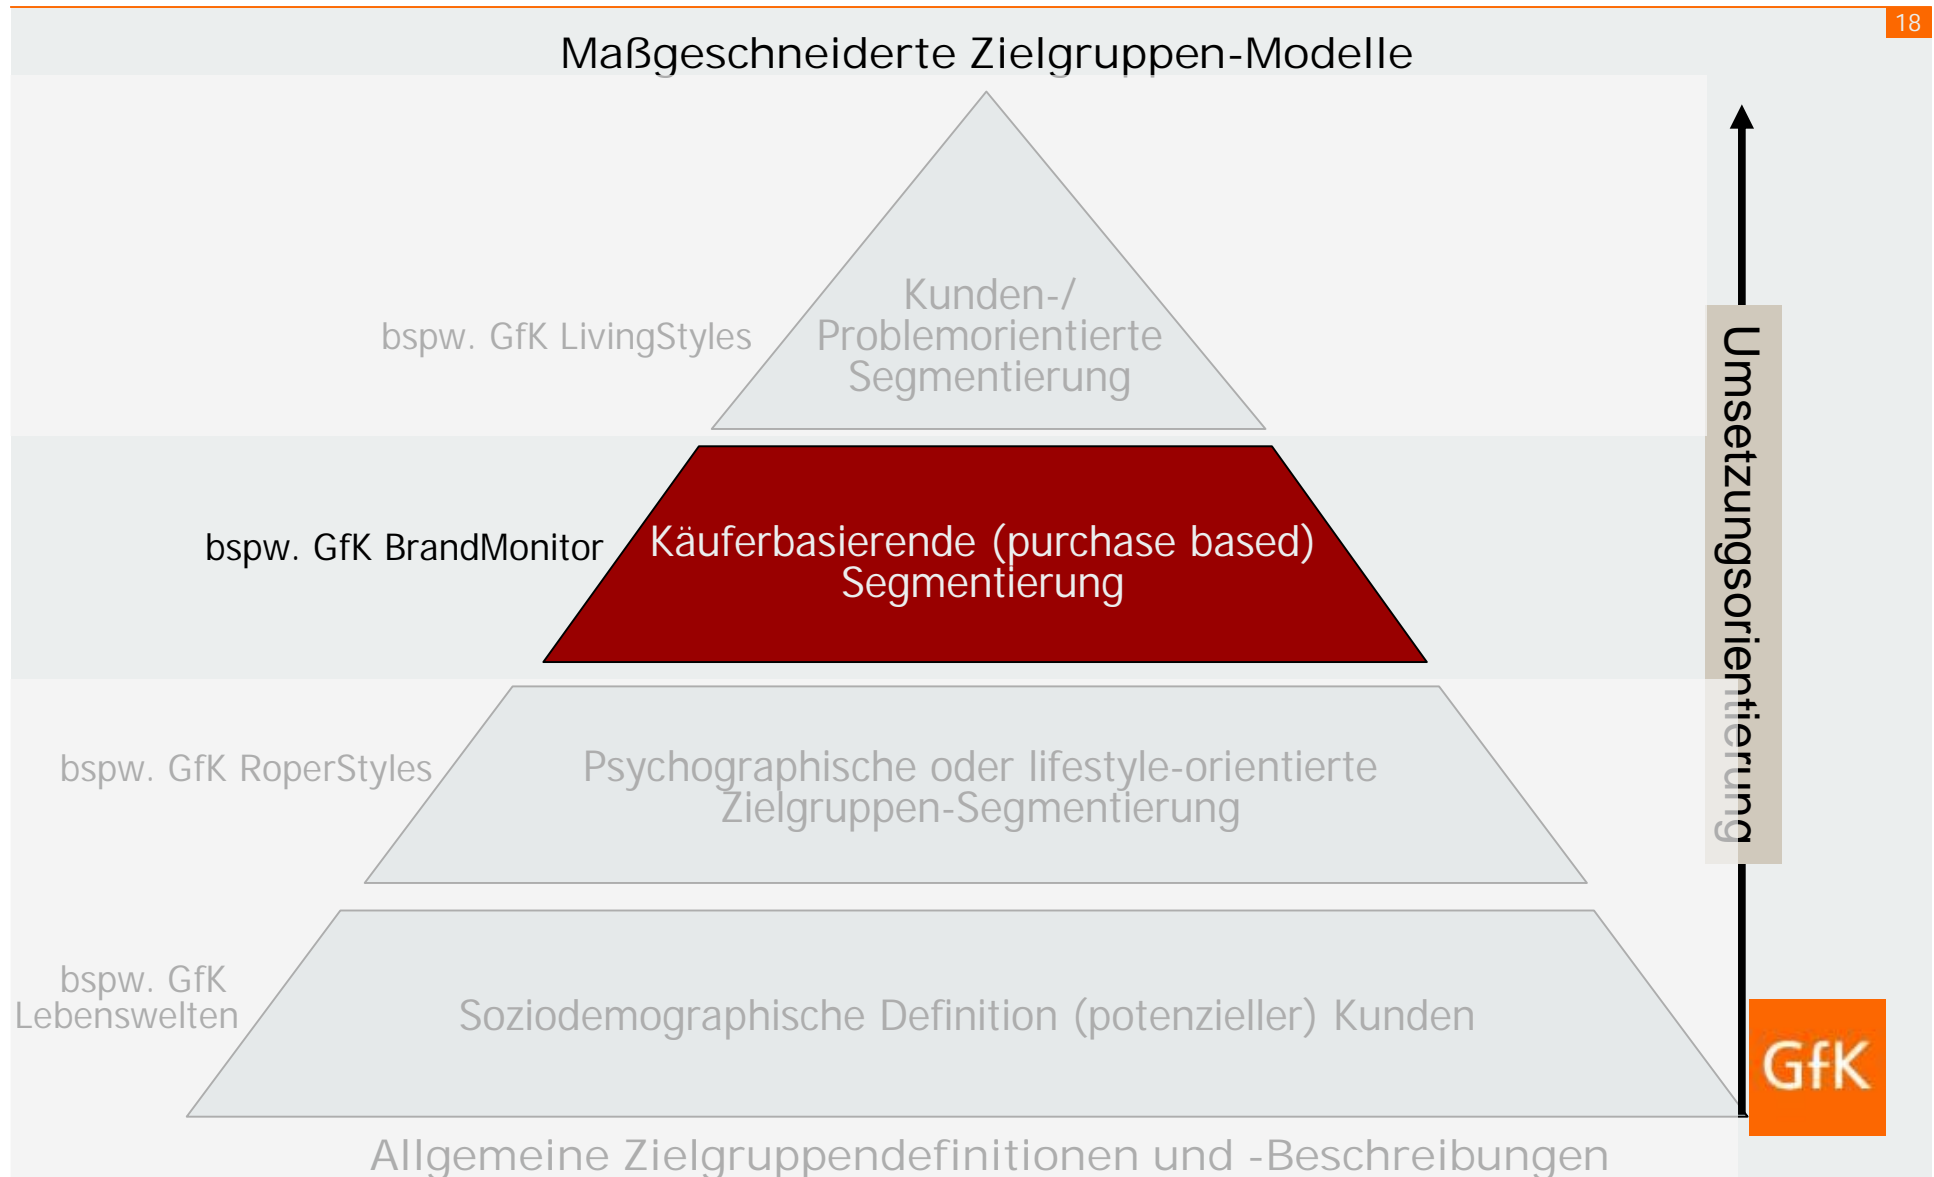 18
Maßgeschneiderte Zielgruppen-Modelle
bspw. GfK LivingStyles
Kunden-/
Problemorientierte
Segmentierung
bspw. GfK BrandMonitor
Käuferbasierende (purchase based)
Segmentierung
bspw. GfK RoperStyles
Psychographische oder lifestyle-orientierte
Zielgruppen-Segmentierung
bspw. GfK
Lebenswelten
Soziodemographische Definition (potenzieller) Kunden
Allgemeine Zielgruppendefinitionen und -Beschreibungen
Umsetzungsorientierung
GfK